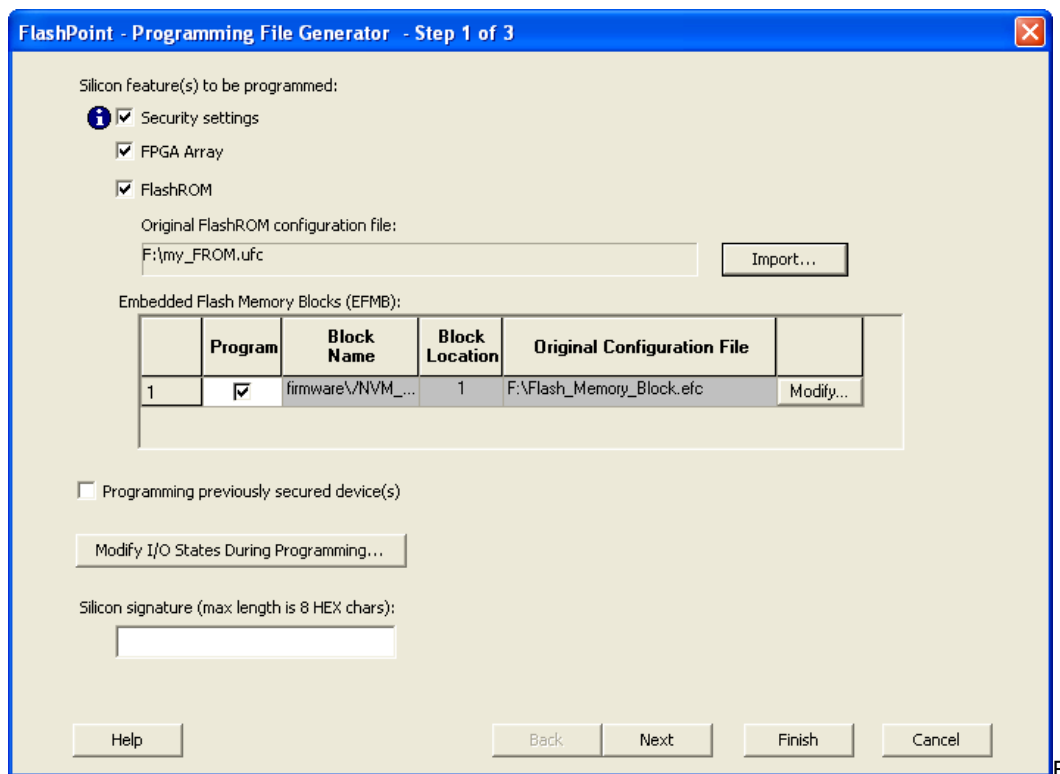 FlashPoint - Programming File Generator - Step 1 of 3
Silicon feature(s) to be programmed:
Security settings
FPGA Array
FlashROM
Original FlashROM configuration file:
F:\my_FROM.ufc
Import...
Embedded Flash Memory Blocks (EFMB):
Program Block Name Block Location Original Configuration File
1 firmware\/NVM_... 1 F:\Flash_Memory_Block.efc Modify...
Programming previously secured device(s)
Modify I/O States During Programming...
Silicon signature (max length is 8 HEX chars):
Help Back Next Finish Cancel